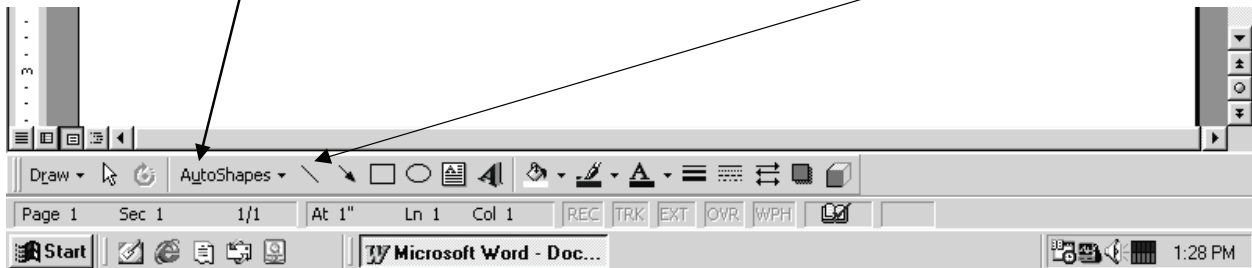 3
Draw AutoShapes A
Page 1 Sec 1 1/1 At 1" Ln 1 Col 1 REC TRK EXT OVR WPH
Start Microsoft Word - Doc... 1:28 PM